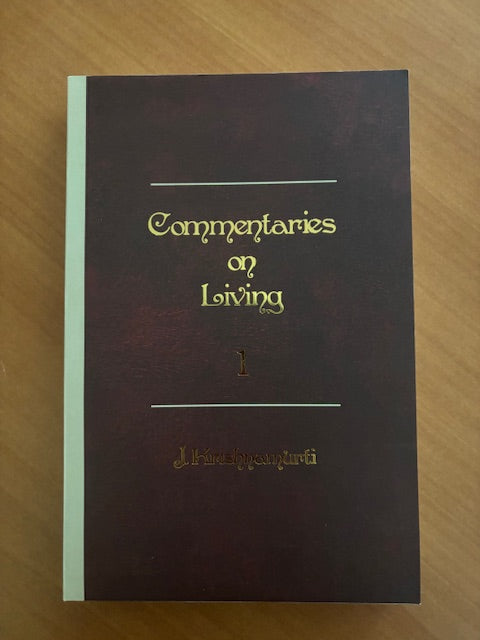 Commentaries
on
Living
1
J. Krishnamurti